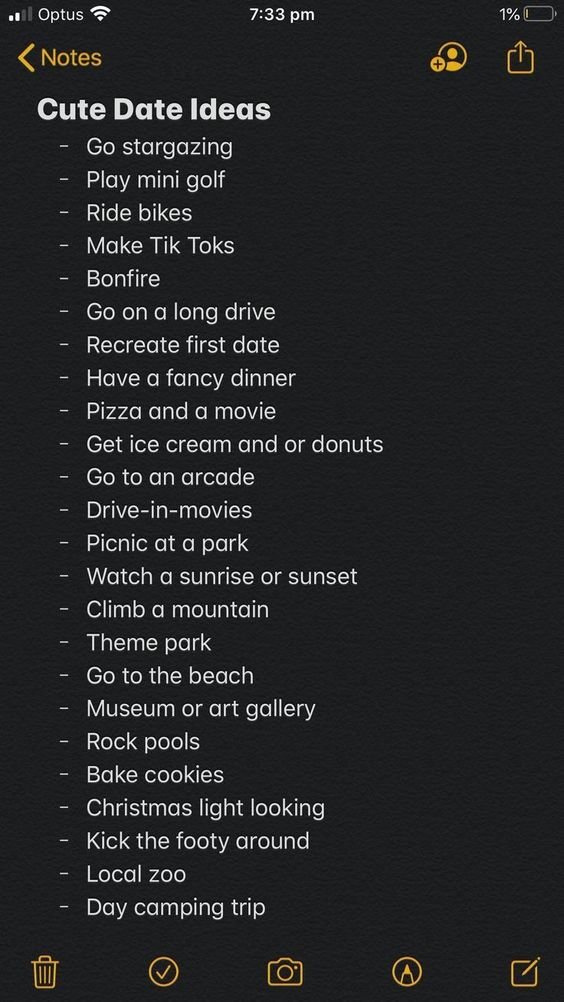 Optus 7:33 pm 1%
Notes
Cute Date Ideas
- Go stargazing
- Play mini golf
- Ride bikes
- Make Tik Toks
- Bonfire
- Go on a long drive
- Recreate first date
- Have a fancy dinner
- Pizza and a movie
- Get ice cream and or donuts
- Go to an arcade
- Drive-in-movies
- Picnic at a park
- Watch a sunrise or sunset
- Climb a mountain
- Theme park
- Go to the beach
- Museum or art gallery
- Rock pools
- Bake cookies
- Christmas light looking
- Kick the footy around
- Local zoo
- Day camping trip